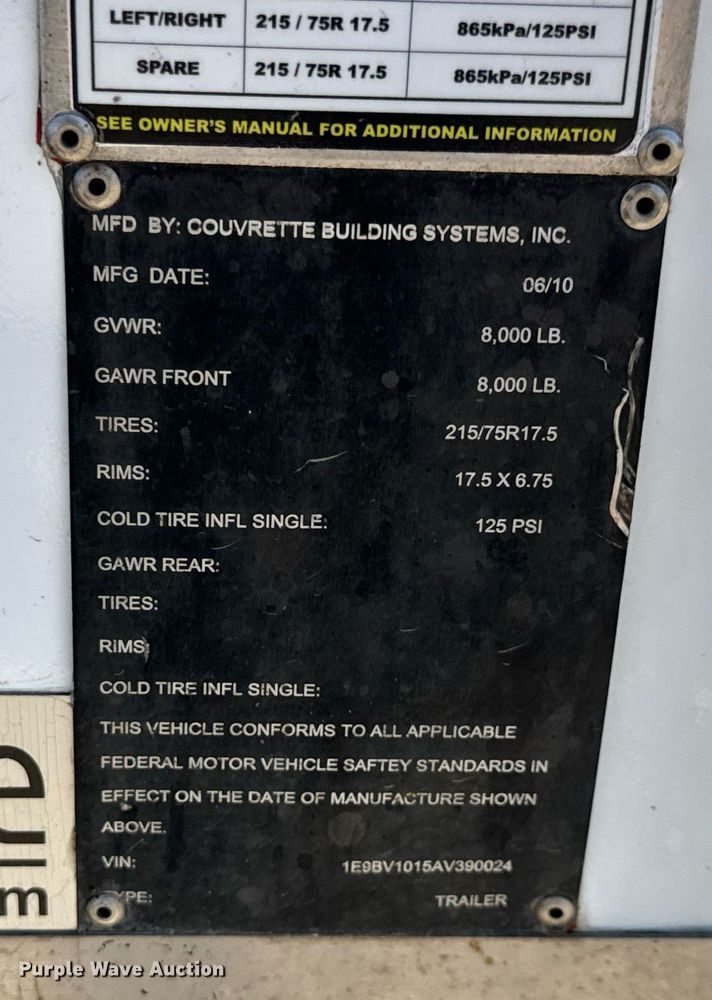 LEFT/RIGHT 215 / 75R 17.5 865kPa/125PSI
SPARE 215 / 75R 17.5 865kPa/125PSI
SEE OWNER'S MANUAL FOR ADDITIONAL INFORMATION
MFD BY: COUVRETTE BUILDING SYSTEMS, INC.
MFG DATE: 06/10
GVWR: 8,000 LB.
GAWR FRONT 8,000 LB.
TIRES: 215/75R17.5
RIMS: 17.5 X 6.75
COLD TIRE INFL SINGLE: 125 PSI
GAWR REAR:
TIRES:
RIMS:
COLD TIRE INFL SINGLE:
THIS VEHICLE CONFORMS TO ALL APPLICABLE
FEDERAL MOTOR VEHICLE SAFTEY STANDARDS IN
EFFECT ON THE DATE OF MANUFACTURE SHOWN
ABOVE.
VIN: 1E9BV1015AV390024
TYPE: TRAILER
Purple Wave Auction